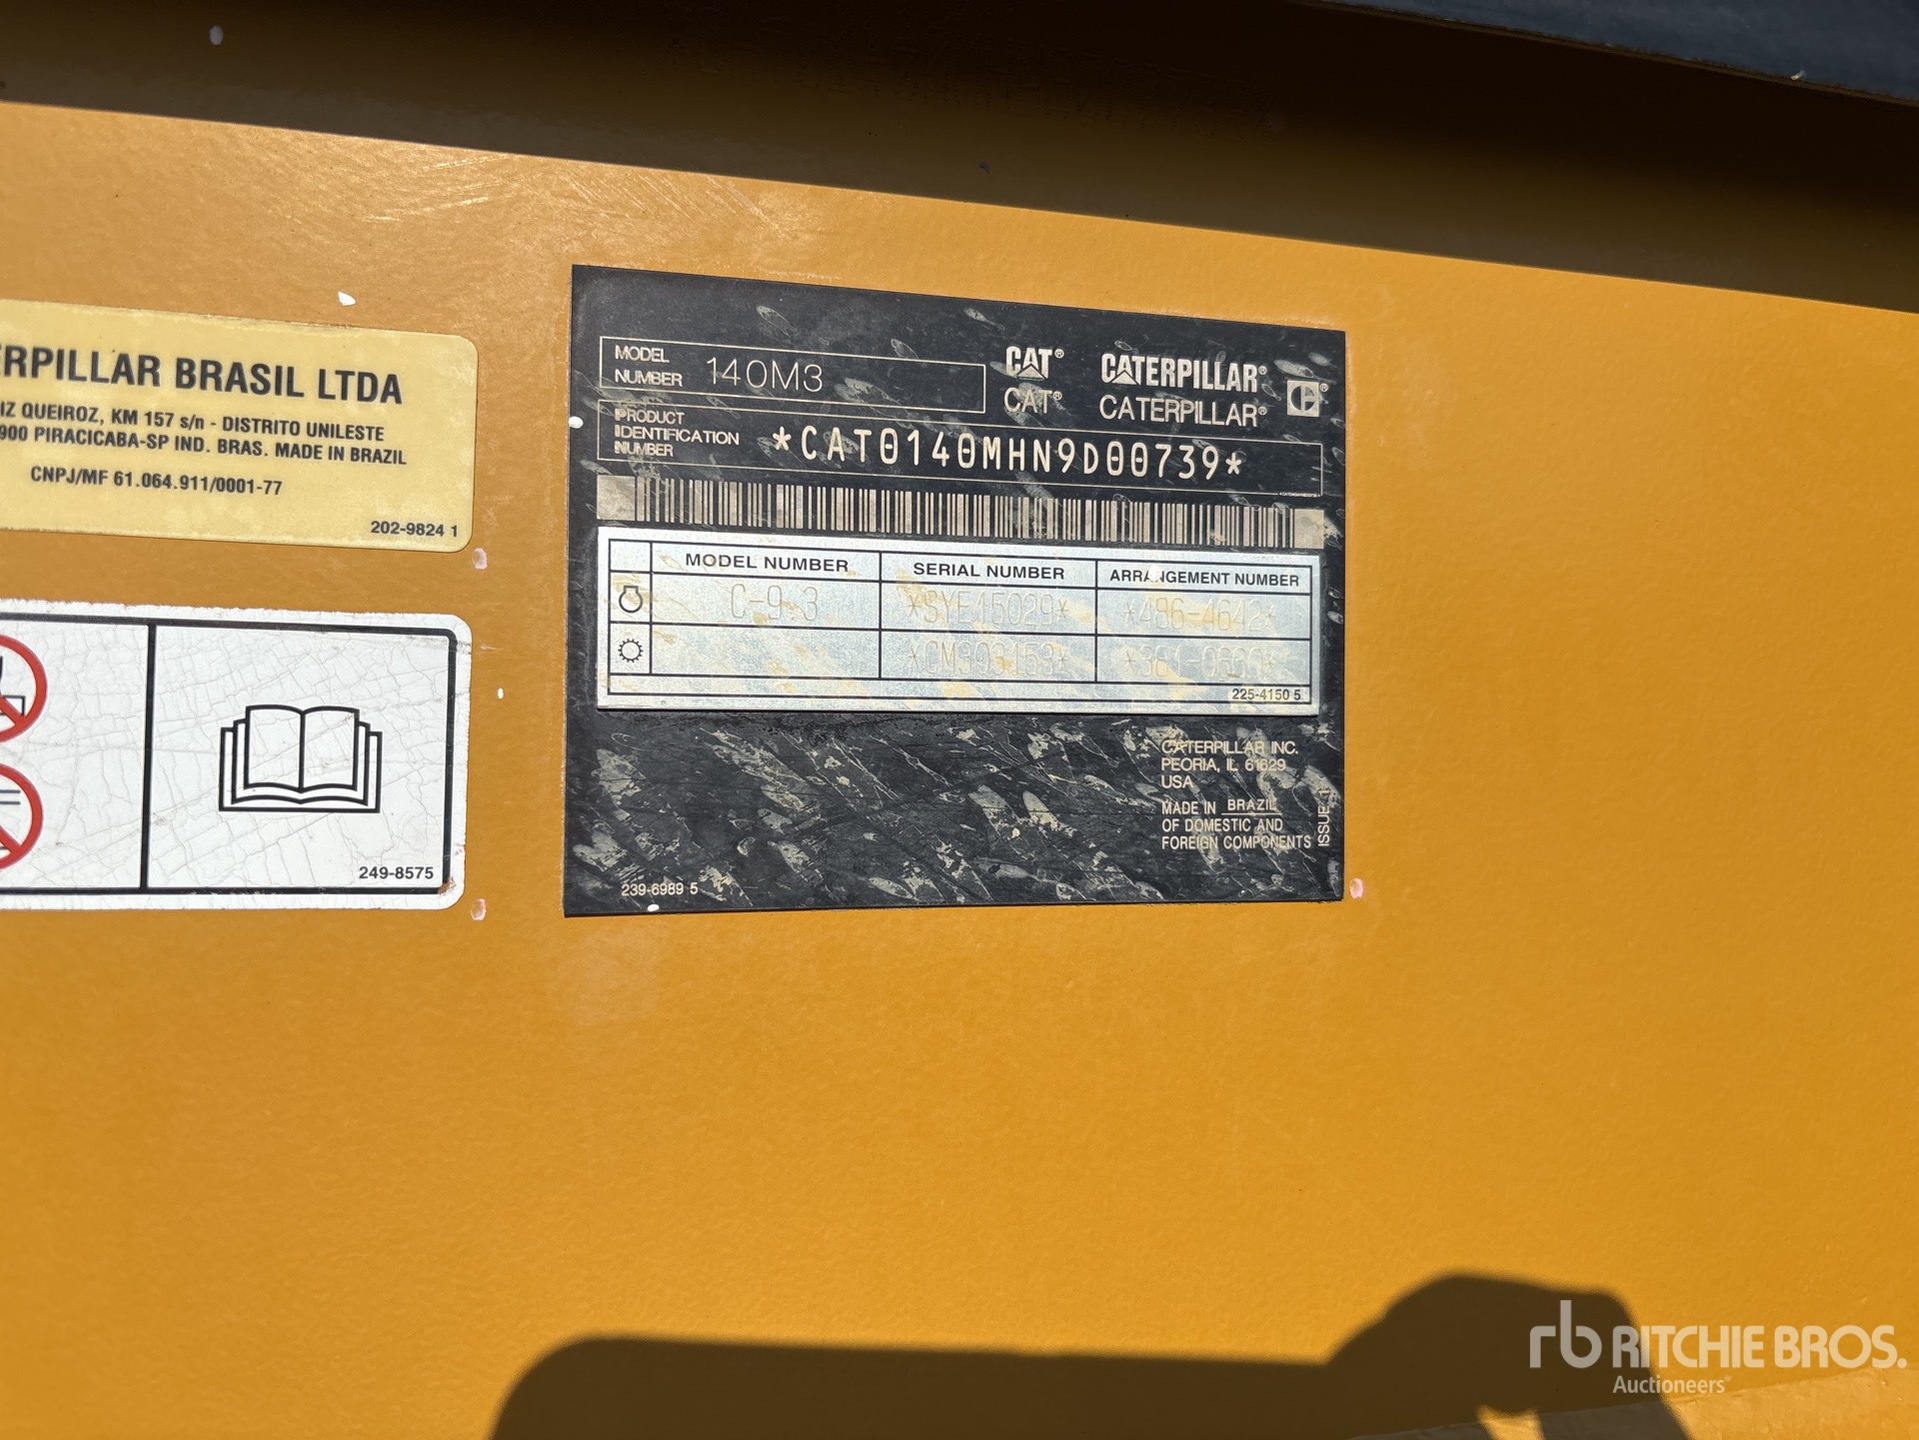 ERPILLAR BRASIL LTDA
IZ QUEIROZ, KM 157 s/n - DISTRITO UNILESTE
900 PIRACICABA-SP IND. BRAS. MADE IN BRAZIL
CNPJ/MF 61.064.911/0001-77
202-9824 1
249-8575
MODEL NUMBER 140M3
CAT® CATERPILLAR®
CAT® CATERPILLAR®
PRODUCT IDENTIFICATION NUMBER *CAT0140MHN9D00739*
MODEL NUMBER SERIAL NUMBER ARRANGEMENT NUMBER
C-9.3 *SYE15029* *486-4642*
225-4150 5
CATERPILLAR INC.
PEORIA, IL 61629
USA
MADE IN BRAZIL
OF DOMESTIC AND
FOREIGN COMPONENTS
ISSUE 1
239-6989 5
rb RITCHIE BROS.
Auctioneers